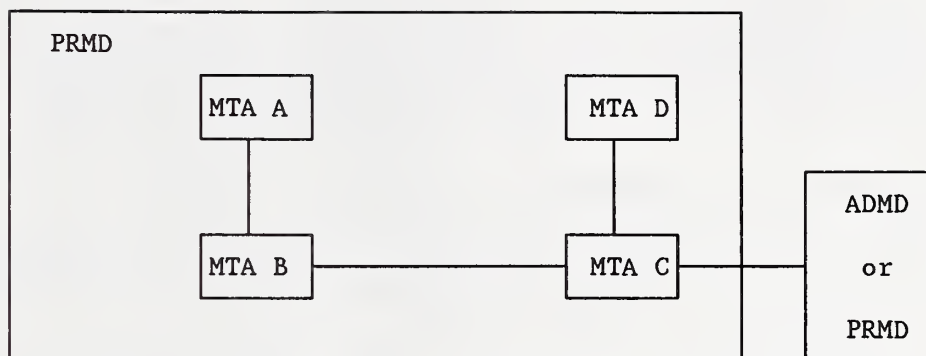 PRMD
MTA A
MTA D
MTA B
MTA C
ADMD
or
PRMD